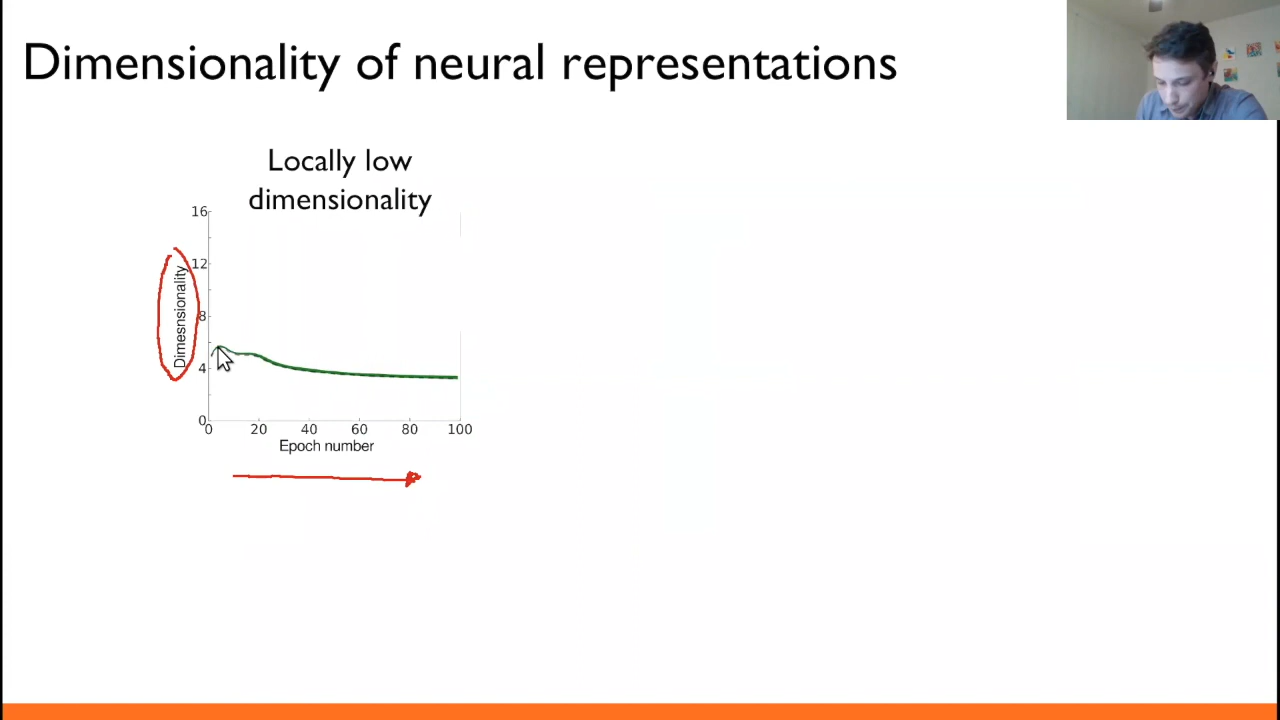 Dimensionality of neural representations
Locally low
dimensionality
16
12
8
4
0
Dimesnsionality
0 20 40 60 80 100
Epoch number